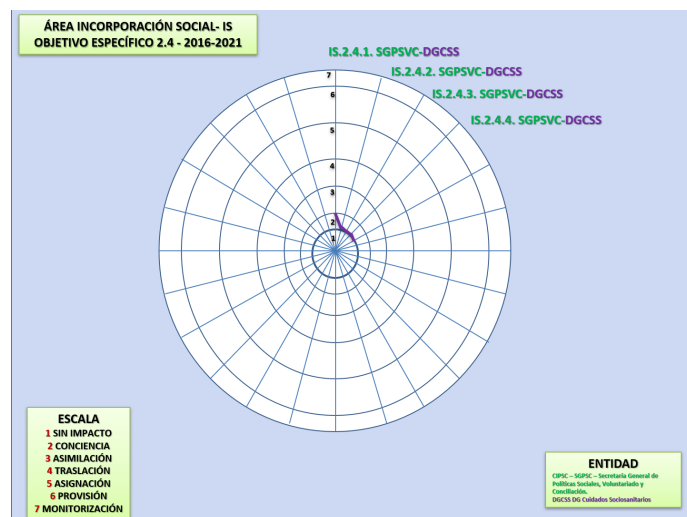 ÁREA INCORPORACIÓN SOCIAL- IS
OBJETIVO ESPECÍFICO 2.4 - 2016-2021
IS.2.4.1. SGPSVC-DGCSS
IS.2.4.2. SGPSVC-DGCSS
IS.2.4.3. SGPSVC-DGCSS
IS.2.4.4. SGPSVC-DGCSS
7
6
5
4
3
2
1
ESCALA
1 SIN IMPACTO
2 CONCIENCIA
3 ASIMILACIÓN
4 TRASLACIÓN
5 ASIGNACIÓN
6 PROVISIÓN
7 MONITORIZACIÓN
ENTIDAD
CIPSC – SGPSC – Secretaría General de
Políticas Sociales, Voluntariado y
Conciliación.
DGCSS DG Cuidados Sociosanitarios